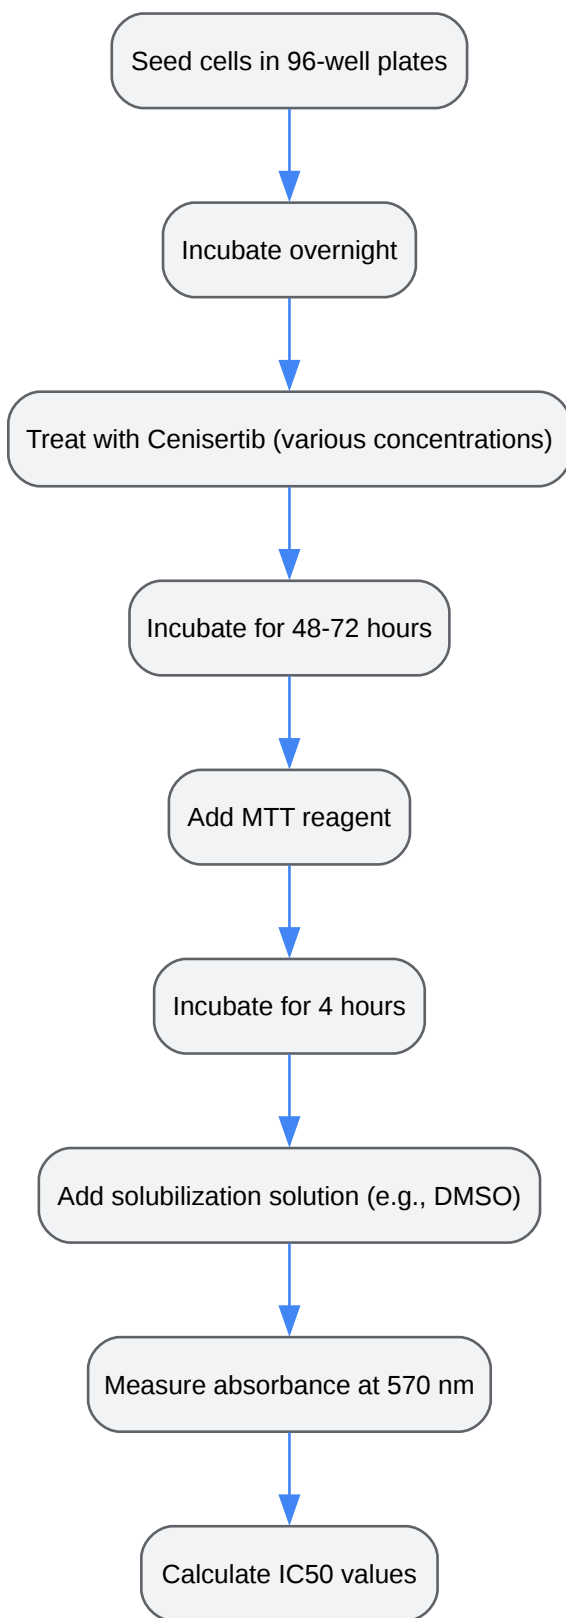 Seed cells in 96-well plates
Incubate overnight
Treat with Cenisertib (various concentrations)
Incubate for 48-72 hours
Add MTT reagent
Incubate for 4 hours
Add solubilization solution (e.g., DMSO)
Measure absorbance at 570 nm
Calculate IC50 values